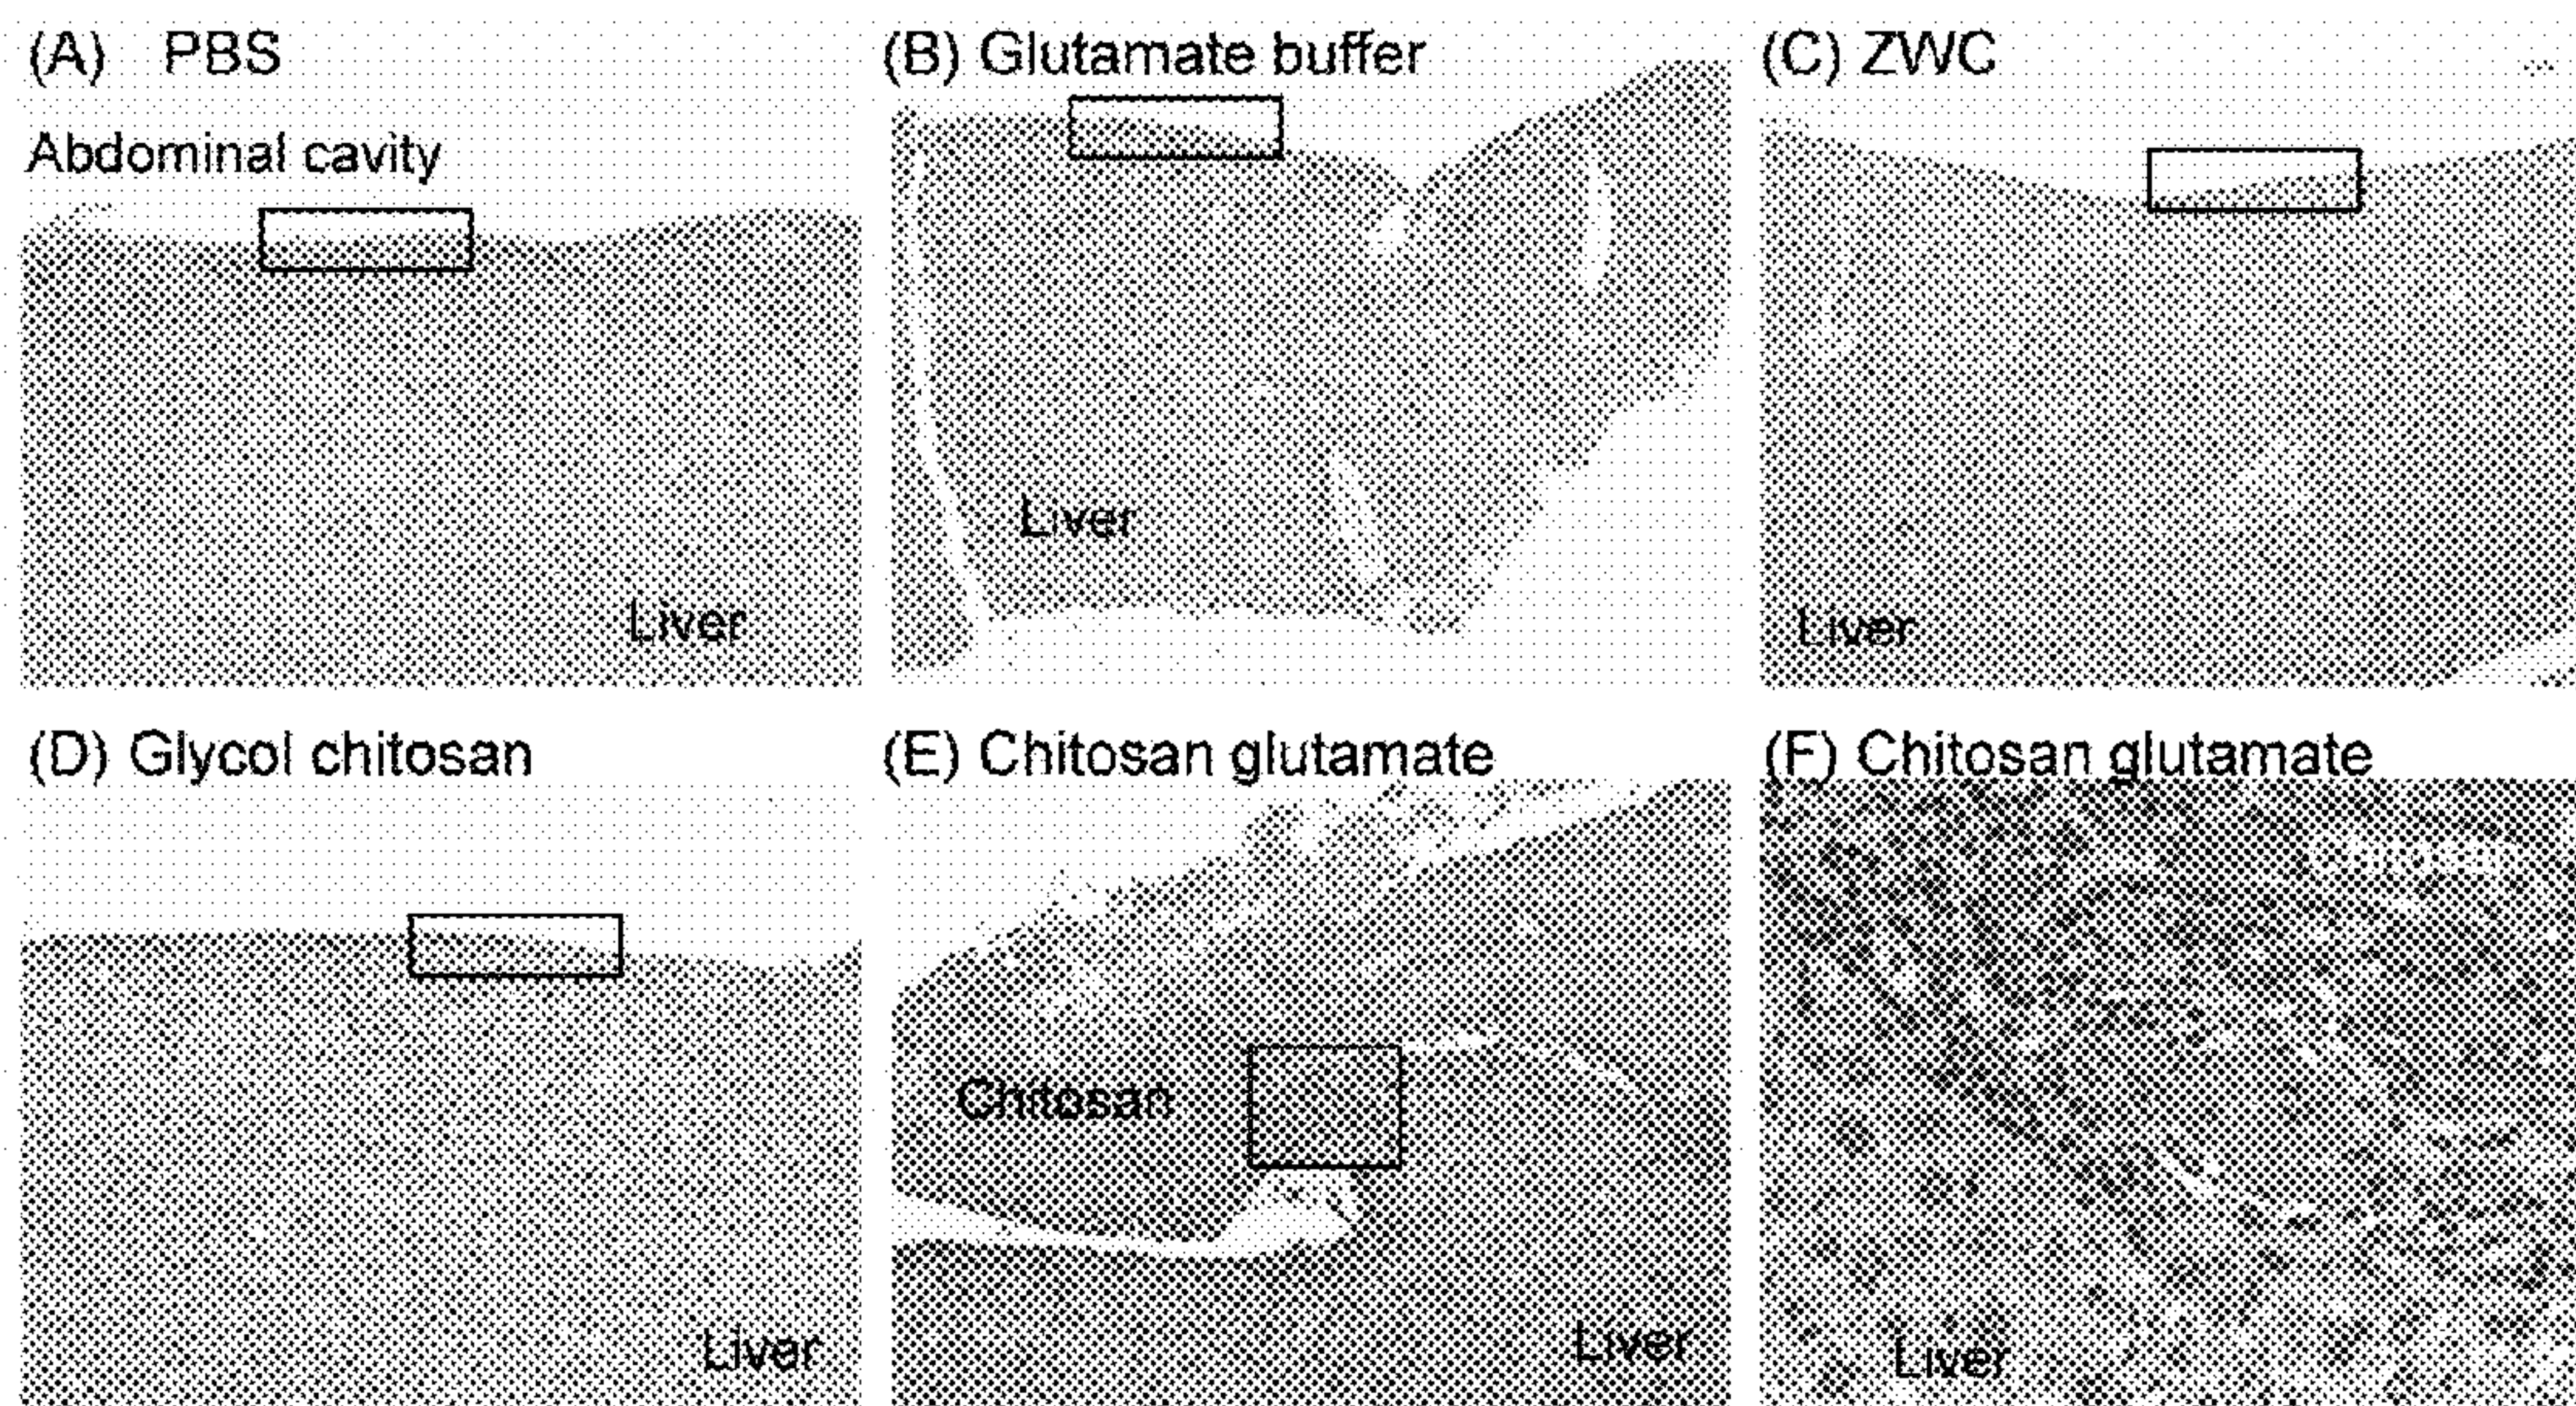 (A) PBS
(B) Glutamate buffer
(C) ZWC
Abdominal cavity
Liver
Liver
Liver
(D) Glycol chitosan
(E) Chitosan glutamate
(F) Chitosan glutamate
Chitosan
Chitosan
Liver
Liver
Liver